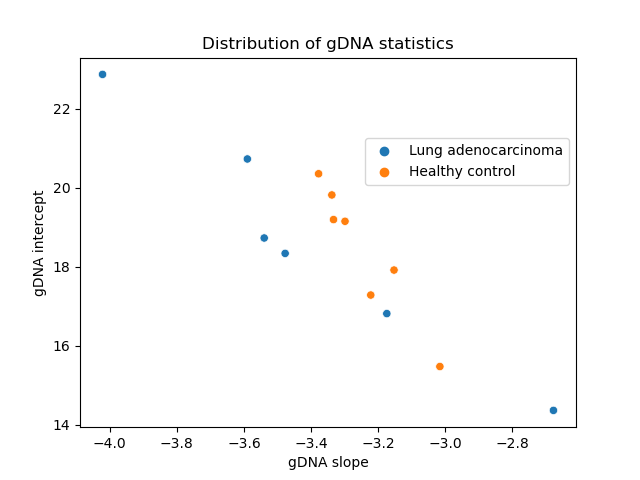 Distribution of gDNA statistics
Lung adenocarcinoma
Healthy control
gDNA intercept
22
20
18
16
14
−4.0 −3.8 −3.6 −3.4 −3.2 −3.0 −2.8
gDNA slope